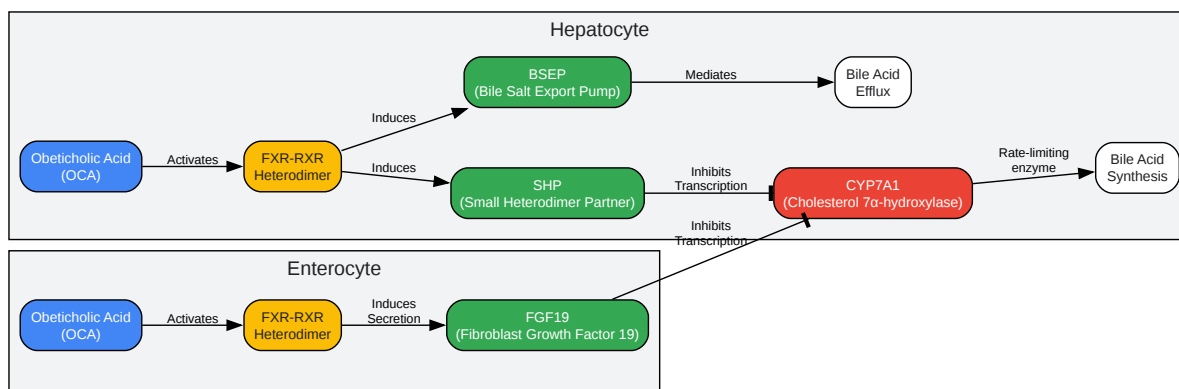 Hepatocyte
BSEP
(Bile Salt Export Pump)
Mediates
Bile Acid
Efflux
Induces
Obeticholic Acid
(OCA)
Activates
FXR-RXR
Heterodimer
Induces
SHP
(Small Heterodimer Partner)
Inhibits
Transcription
CYP7A1
(Cholesterol 7α-hydroxylase)
Rate-limiting
enzyme
Bile Acid
Synthesis
Inhibits
Transcription
Enterocyte
Obeticholic Acid
(OCA)
Activates
FXR-RXR
Heterodimer
Induces
Secretion
FGF19
(Fibroblast Growth Factor 19)